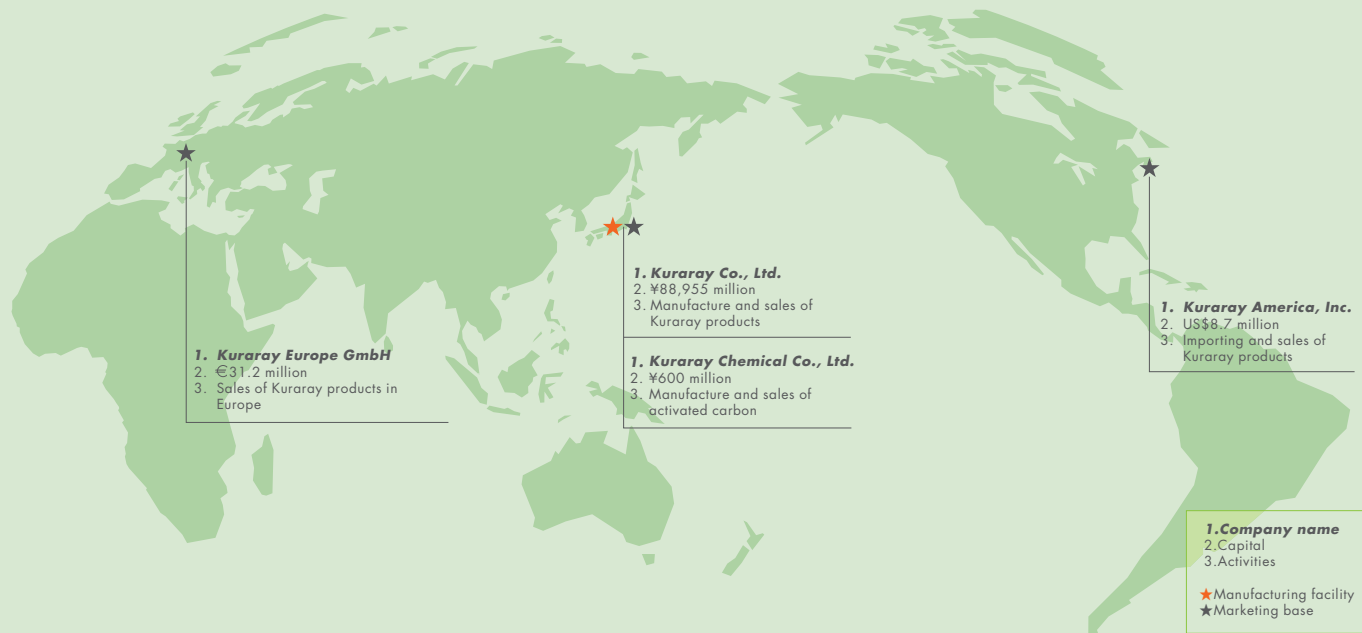 1. Kuraray Co., Ltd.
2. ¥88,955 million
3. Manufacture and sales of
Kuraray products
1. Kuraray Chemical Co., Ltd.
2. ¥600 million
3. Manufacture and sales of
activated carbon
1. Kuraray Europe GmbH
2. €31.2 million
3. Sales of Kuraray products in
Europe
1. Kuraray America, Inc.
2. US$8.7 million
3. Importing and sales of
Kuraray products
1.Company name
2.Capital
3.Activities
★Manufacturing facility
★Marketing base